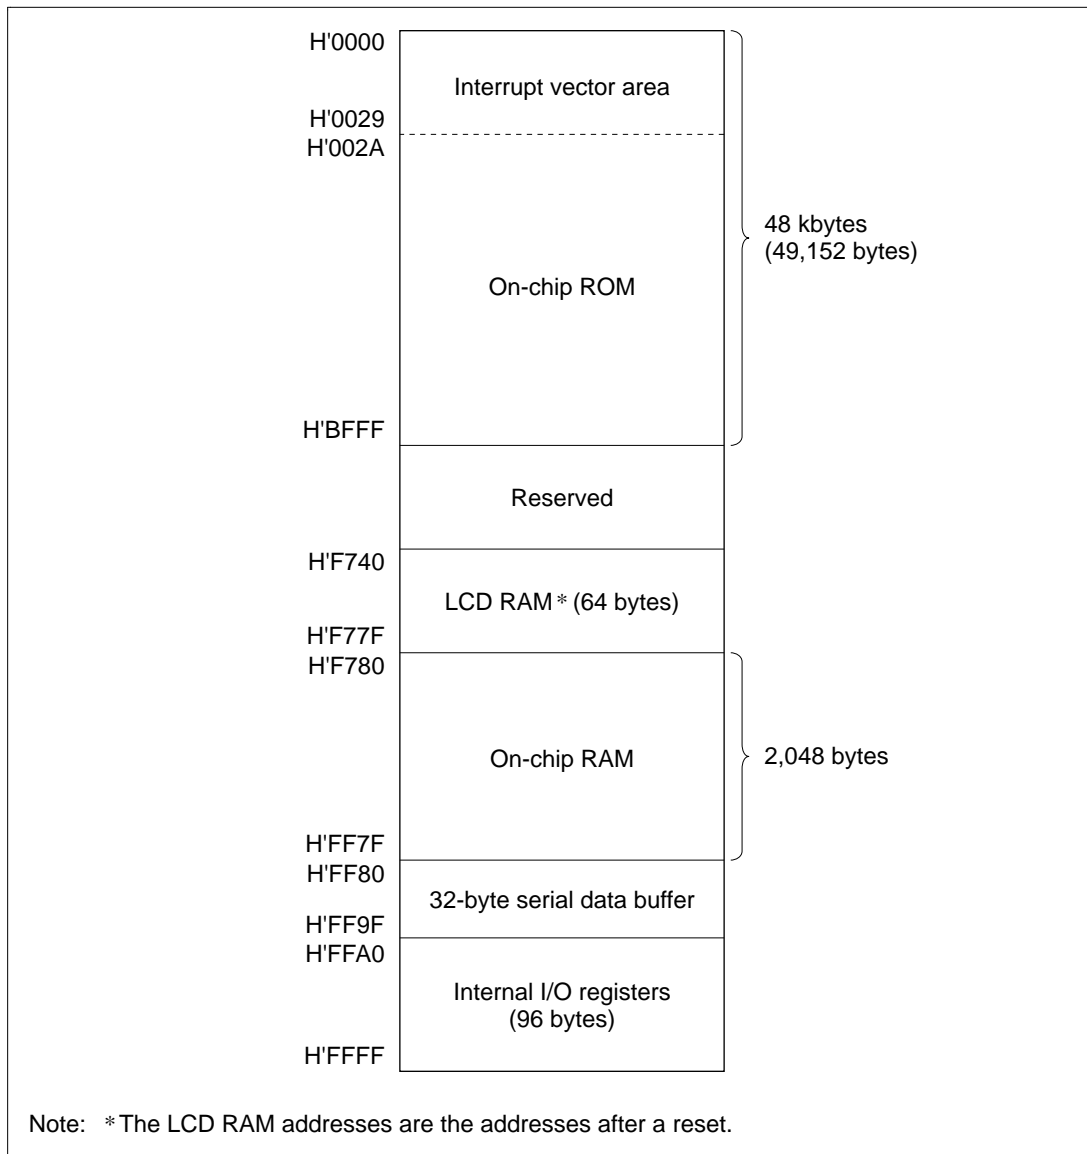 H'0000
Interrupt vector area
H'0029
H'002A
48 kbytes
(49,152 bytes)
On-chip ROM
H'BFFF
Reserved
H'F740
LCD RAM* (64 bytes)
H'F77F
H'F780
On-chip RAM
2,048 bytes
H'FF7F
H'FF80
32-byte serial data buffer
H'FF9F
H'FFA0
Internal I/O registers
(96 bytes)
H'FFFF
Note: *The LCD RAM addresses are the addresses after a reset.